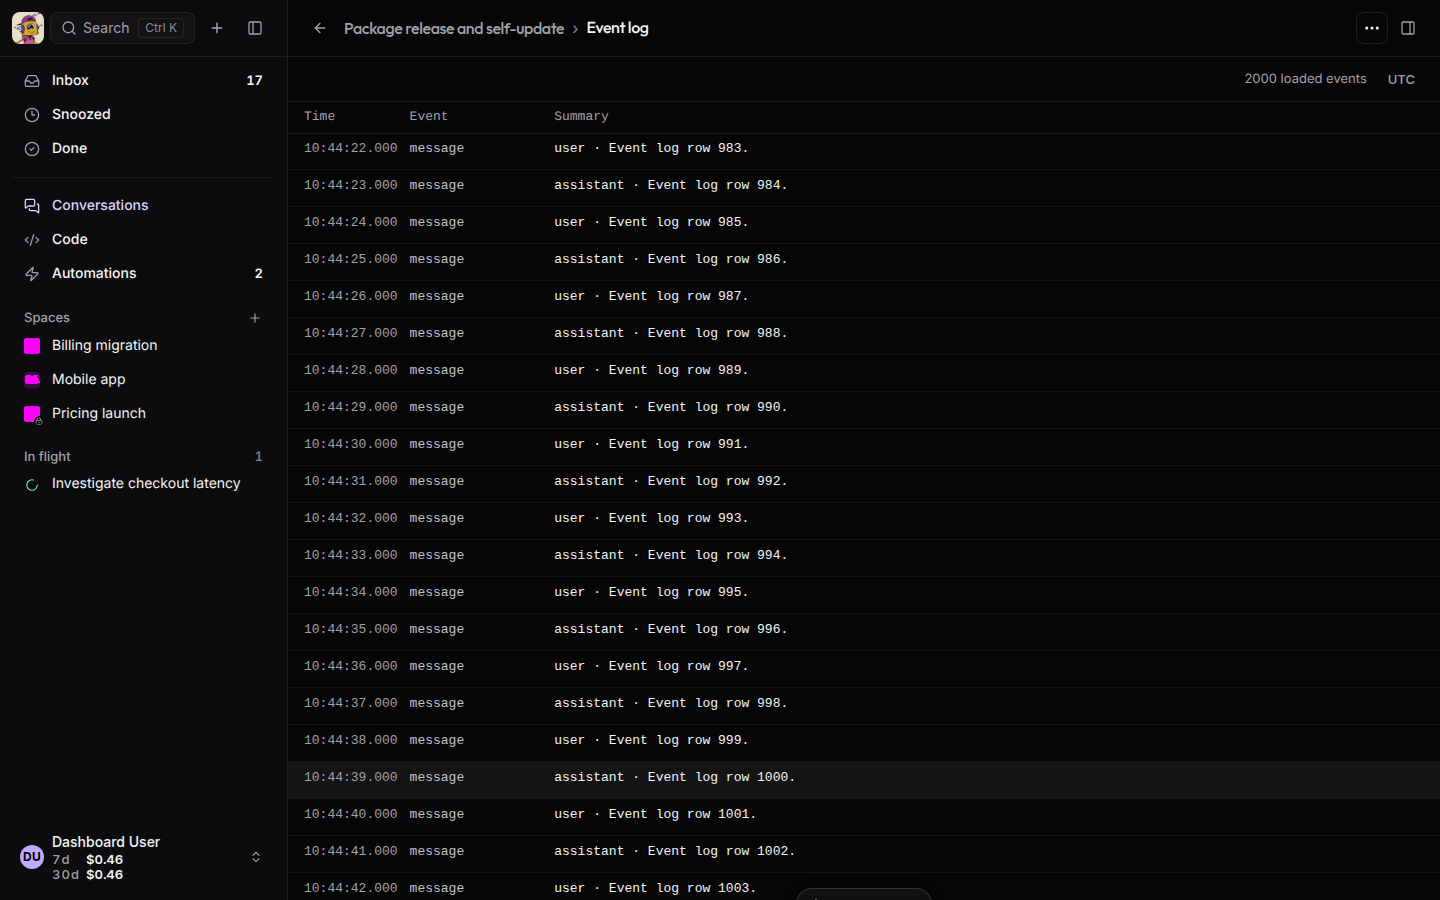 Search Ctrl K
Package release and self-update › Event log
Inbox 17
Snoozed
Done
Conversations
Code
Automations 2
Spaces
Billing migration
Mobile app
Pricing launch
In flight 1
Investigate checkout latency
DU Dashboard User
7d $0.46
30d $0.46
2000 loaded events UTC
Time Event Summary
10:44:22.000 message user · Event log row 983.
10:44:23.000 message assistant · Event log row 984.
10:44:24.000 message user · Event log row 985.
10:44:25.000 message assistant · Event log row 986.
10:44:26.000 message user · Event log row 987.
10:44:27.000 message assistant · Event log row 988.
10:44:28.000 message user · Event log row 989.
10:44:29.000 message assistant · Event log row 990.
10:44:30.000 message user · Event log row 991.
10:44:31.000 message assistant · Event log row 992.
10:44:32.000 message user · Event log row 993.
10:44:33.000 message assistant · Event log row 994.
10:44:34.000 message user · Event log row 995.
10:44:35.000 message assistant · Event log row 996.
10:44:36.000 message user · Event log row 997.
10:44:37.000 message assistant · Event log row 998.
10:44:38.000 message user · Event log row 999.
10:44:39.000 message assistant · Event log row 1000.
10:44:40.000 message user · Event log row 1001.
10:44:41.000 message assistant · Event log row 1002.
10:44:42.000 message user · Event log row 1003.